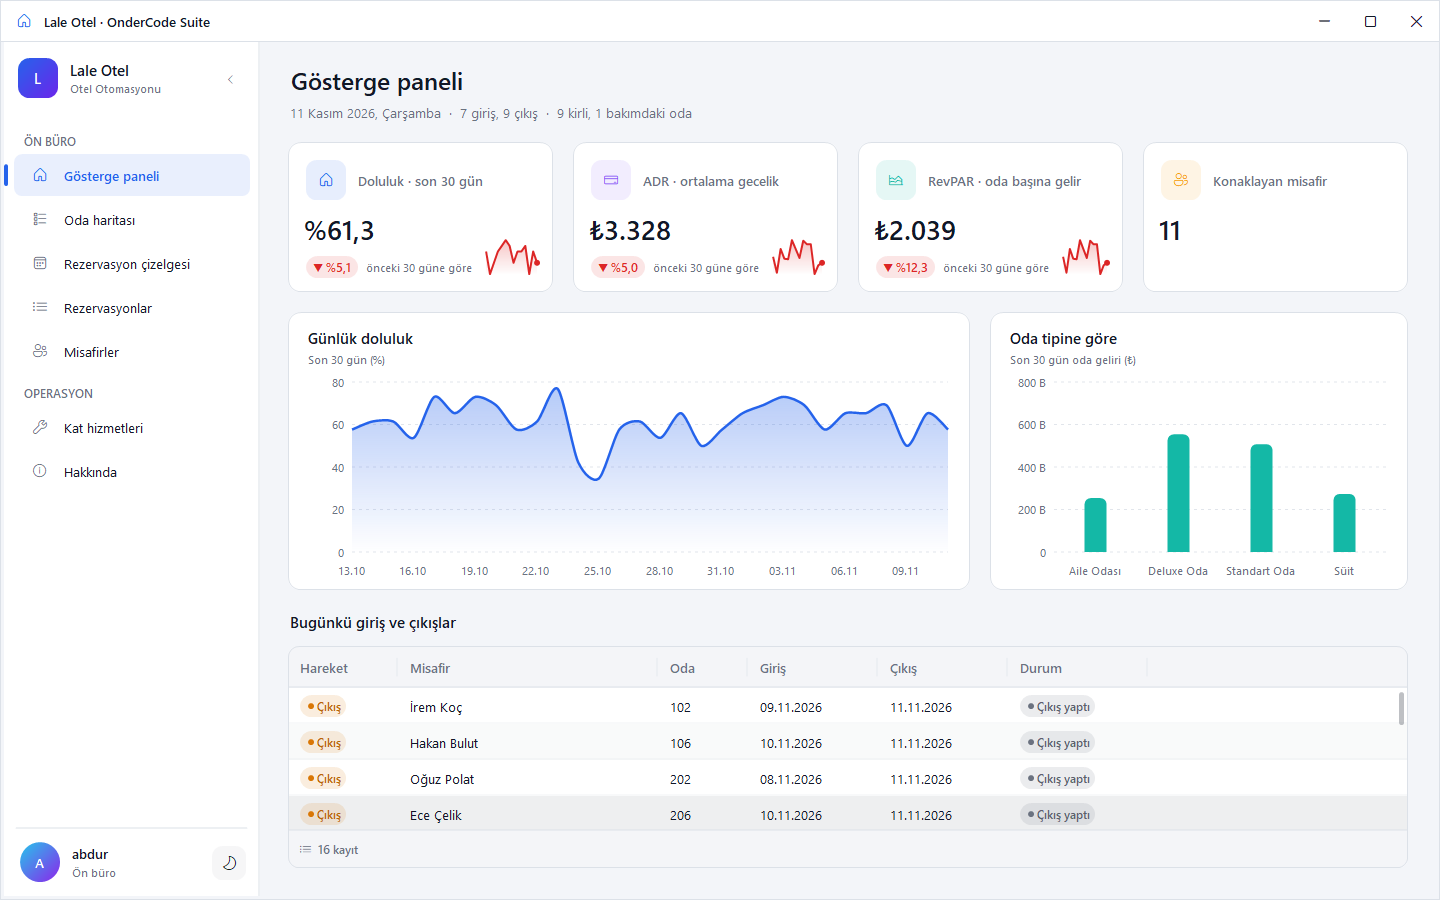 Lale Otel · OnderCode Suite
L
Lale Otel
Otel Otomasyonu
ÖN BÜRO
Gösterge paneli
Oda haritası
Rezervasyon çizelgesi
Rezervasyonlar
Misafirler
OPERASYON
Kat hizmetleri
Hakkında
A
abdur
Ön büro
Gösterge paneli
11 Kasım 2026, Çarşamba · 7 giriş, 9 çıkış · 9 kirli, 1 bakımdaki oda
Doluluk · son 30 gün
%61,3
▼ %5,1 önceki 30 güne göre
ADR · ortalama gecelik
₺3.328
▼ %5,0 önceki 30 güne göre
RevPAR · oda başına gelir
₺2.039
▼ %12,3 önceki 30 güne göre
Konaklayan misafir
11
Günlük doluluk
Son 30 gün (%)
80
60
40
20
0
13.10 16.10 19.10 22.10 25.10 28.10 31.10 03.11 06.11 09.11
Oda tipine göre
Son 30 gün oda geliri (₺)
800 B
600 B
400 B
200 B
0
Aile Odası Deluxe Oda Standart Oda Süit
Bugünkü giriş ve çıkışlar
Hareket Misafir Oda Giriş Çıkış Durum
Çıkış İrem Koç 102 09.11.2026 11.11.2026 Çıkış yaptı
Çıkış Hakan Bulut 106 10.11.2026 11.11.2026 Çıkış yaptı
Çıkış Oğuz Polat 202 08.11.2026 11.11.2026 Çıkış yaptı
Çıkış Ece Çelik 206 10.11.2026 11.11.2026 Çıkış yaptı
16 kayıt